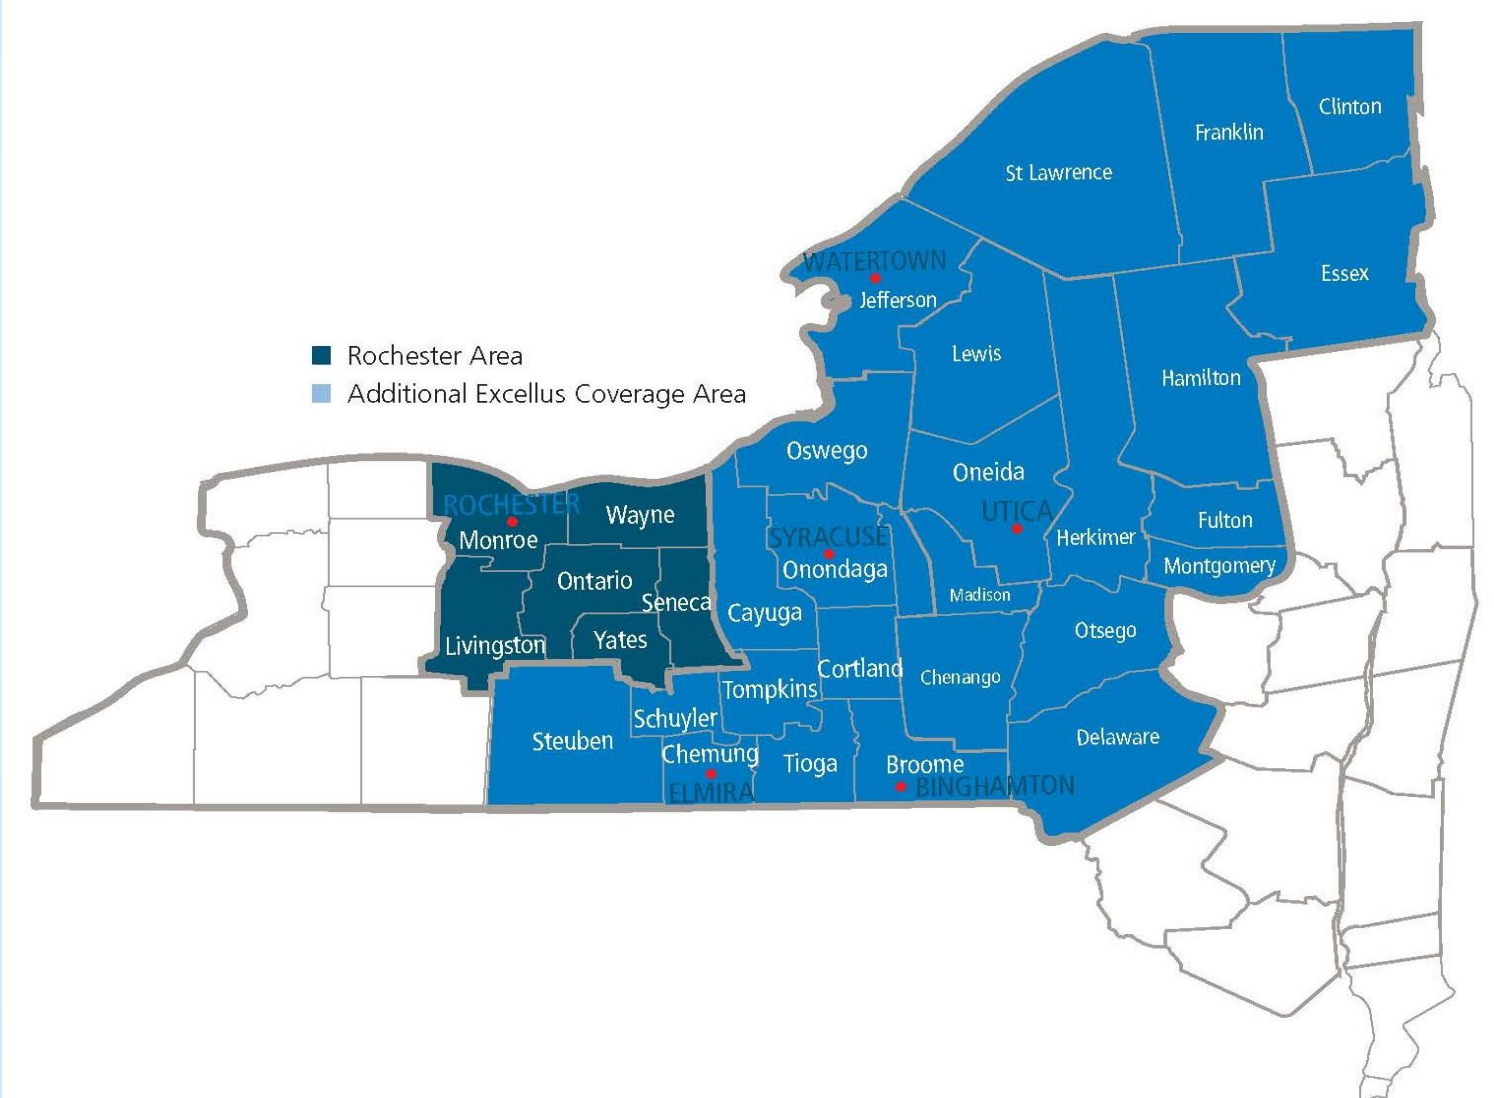 Clinton
Franklin
St Lawrence
WATERTOWN
Essex
Jefferson
Rochester Area
Lewis
Hamilton
Additional Excellus Coverage Area
Oswego
Oneida
ROCHESTER
Wayne
UTICA
Fulton
Monroe
SYRACUSE
Herkimer
Onondaga
Montgomery
Ontario
Seneca
Madison
Cayuga
Livingston
Yates
Otsego
Cortland
Chenango
Tompkins
Schuyler
Steuben
Delaware
Chemung
Tioga
Broome
ELMIRA
BINGHAMTON